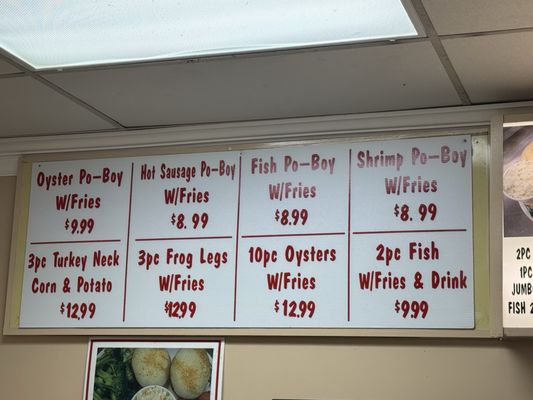 Oyster Po-Boy
W/Fries
$9.99
Hot Sausage Po-Boy
W/Fries
$8.99
Fish Po-Boy
W/Fries
$8.99
Shrimp Po-Boy
W/Fries
$8.99
3pc Turkey Neck
Corn & Potato
$12.99
3pc Frog Legs
W/Fries
$12.99
10pc Oysters
W/Fries
$12.99
2pc Fish
W/Fries & Drink
$9.99
2PC
1PC
JUMB
FISH 2